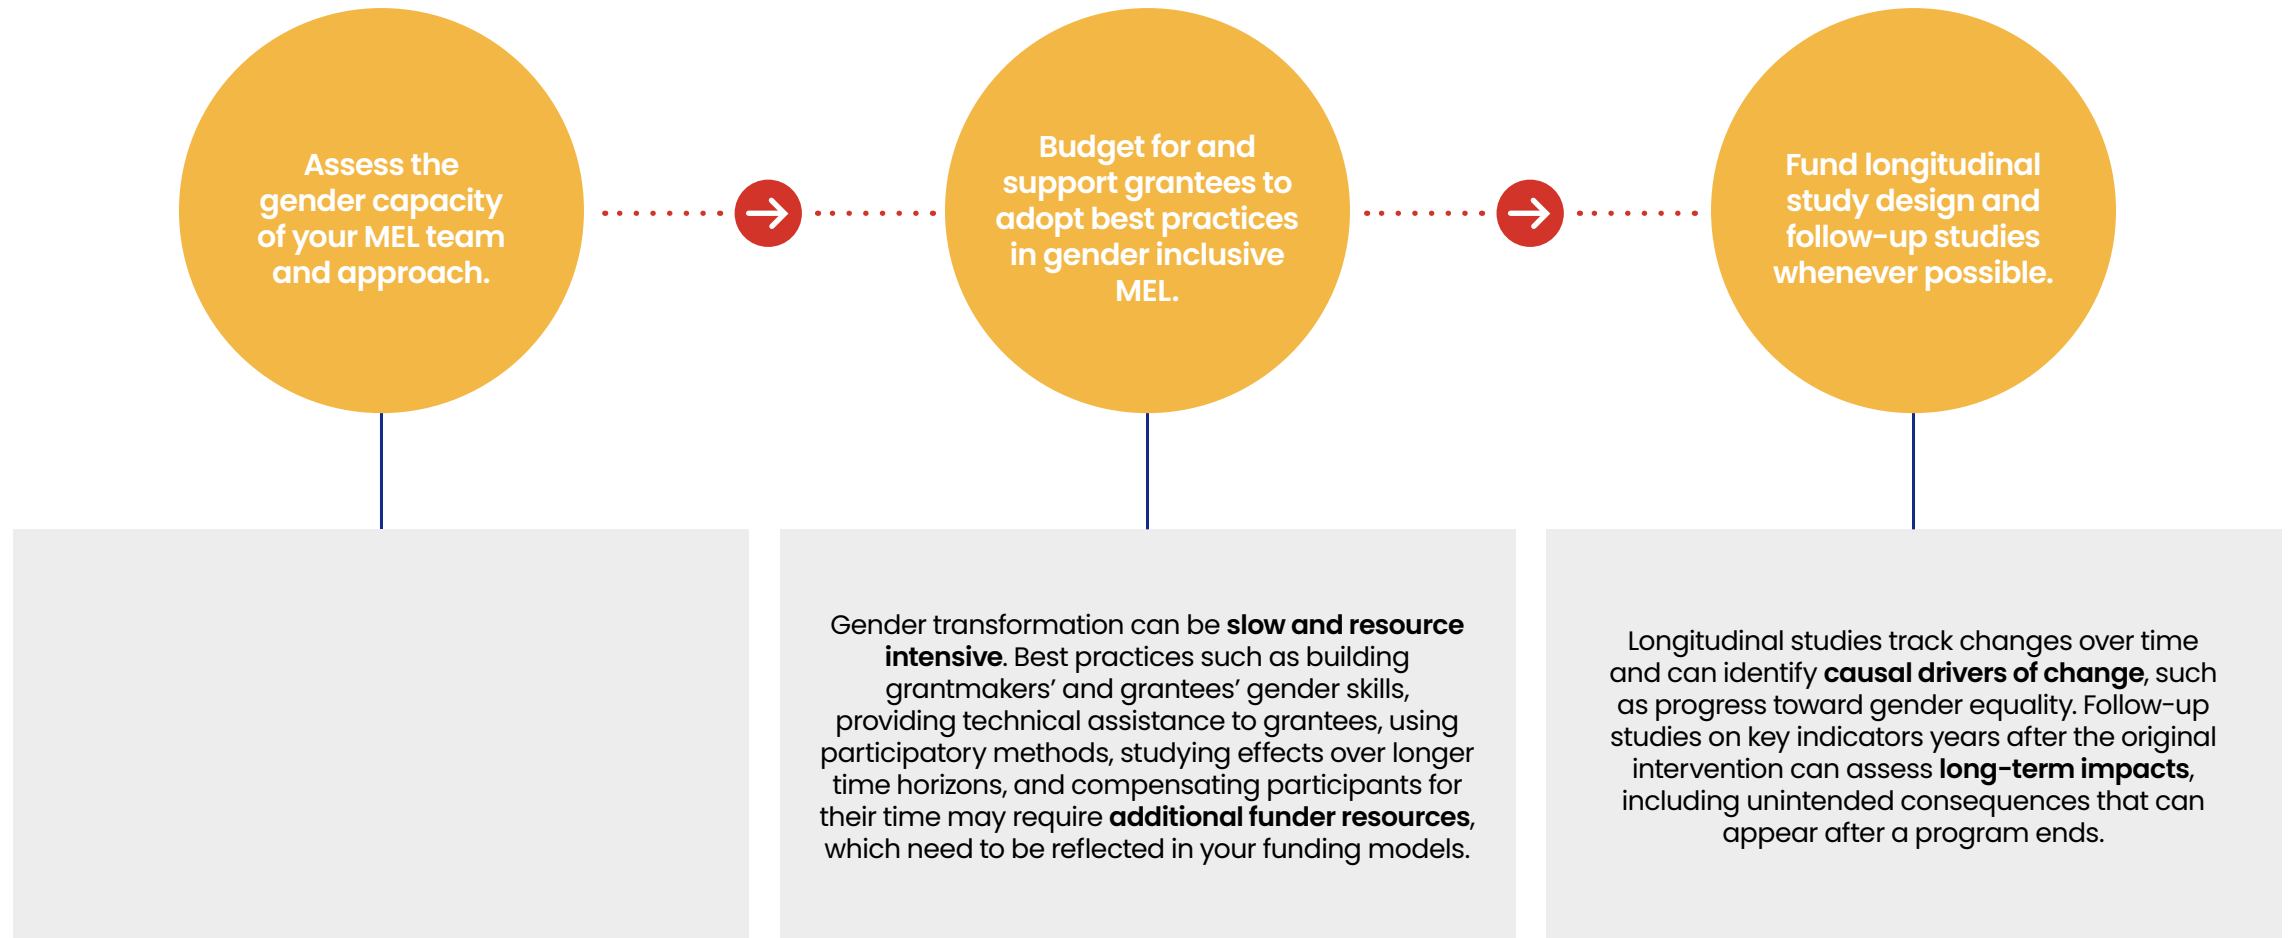 Assess the
gender capacity
of your MEL team
and approach.
Budget for and
support grantees to
adopt best practices
in gender inclusive
MEL.
Fund longitudinal
study design and
follow-up studies
whenever possible.
Gender transformation can be slow and resource
intensive. Best practices such as building
grantmakers’ and grantees’ gender skills,
providing technical assistance to grantees, using
participatory methods, studying effects over longer
time horizons, and compensating participants for
their time may require additional funder resources,
which need to be reflected in your funding models.
Longitudinal studies track changes over time
and can identify causal drivers of change, such
as progress toward gender equality. Follow-up
studies on key indicators years after the original
intervention can assess long-term impacts,
including unintended consequences that can
appear after a program ends.